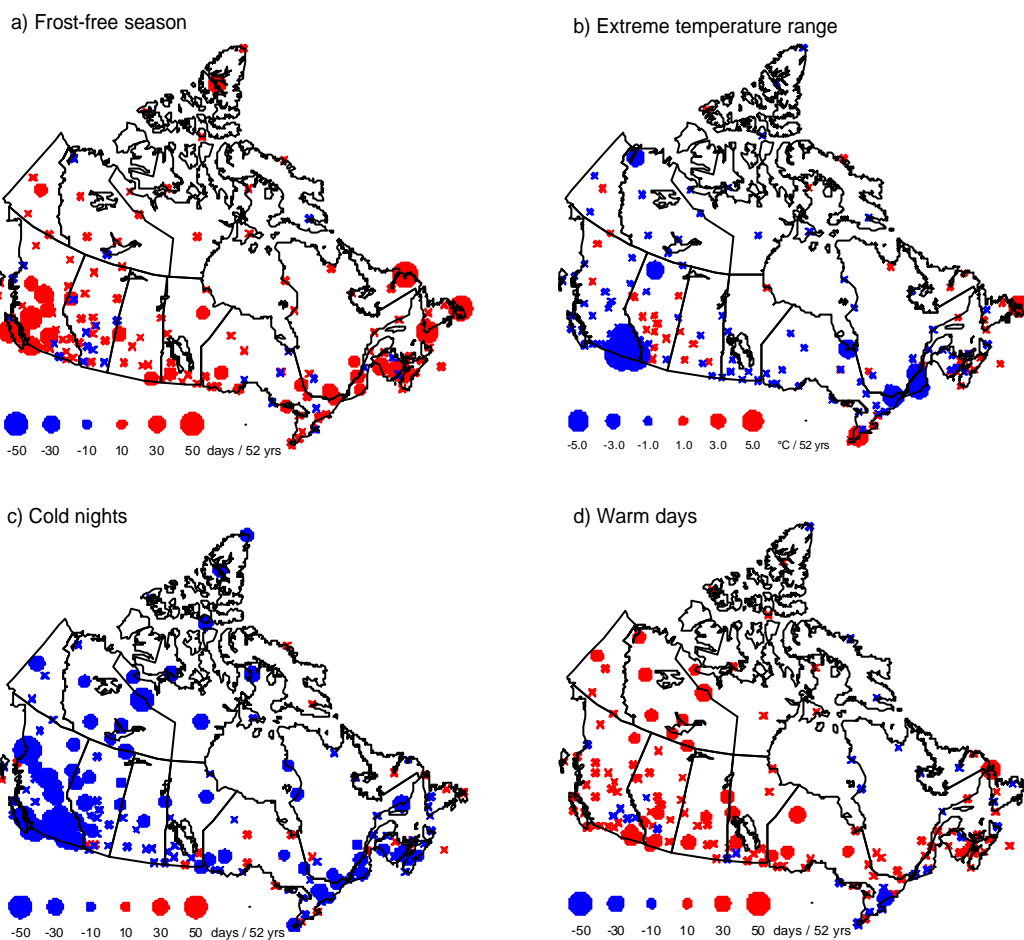 a) Frost-free season
b) Extreme temperature range
-50 -30 -10 10 30 50 days / 52 yrs
-5.0 -3.0 -1.0 1.0 3.0 5.0 °C / 52 yrs
c) Cold nights
d) Warm days
-50 -30 -10 10 30 50 days / 52 yrs
-50 -30 -10 10 30 50 days / 52 yrs